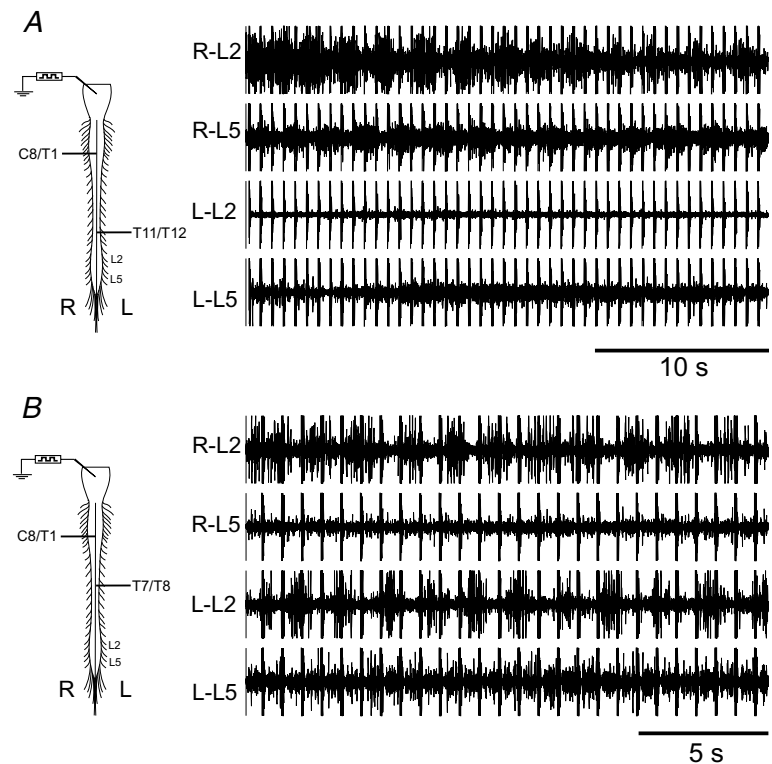 A
R-L2
R-L5
L-L2
L-L5
C8/T1
T11/T12
L2
L5
R L
10 s
B
R-L2
R-L5
L-L2
L-L5
C8/T1
T7/T8
L2
L5
R L
5 s